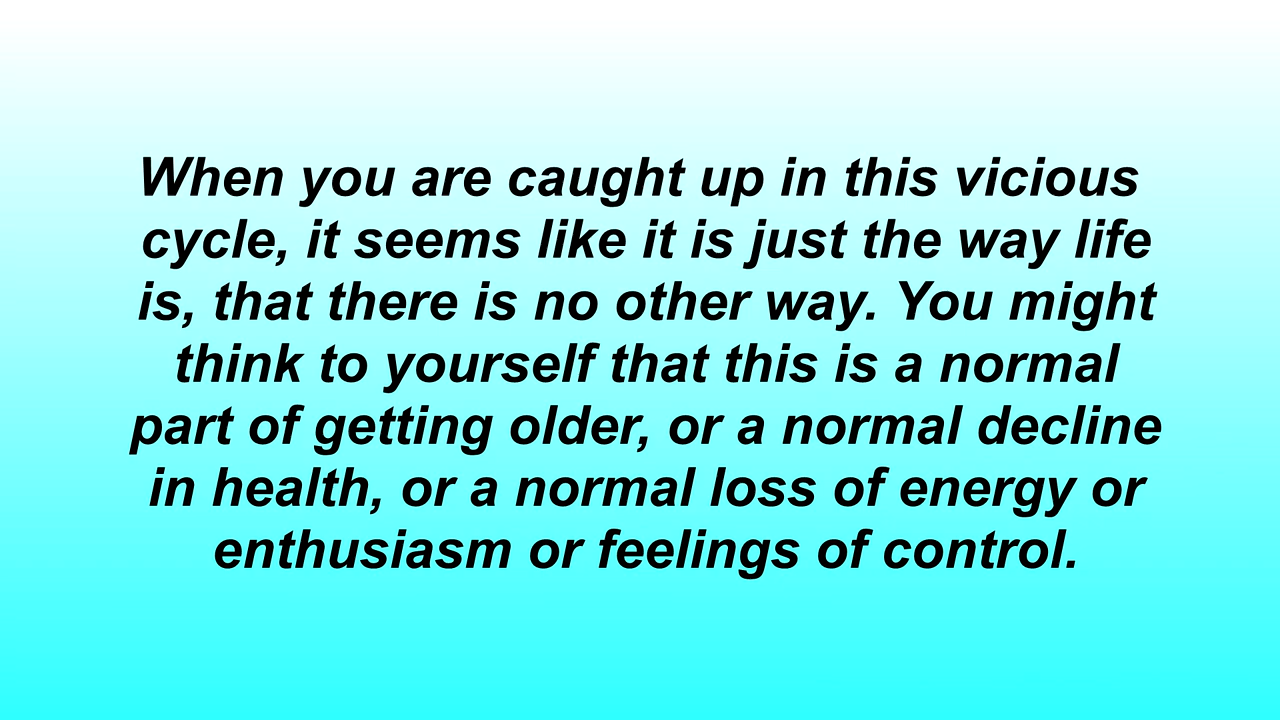 When you are caught up in this vicious
cycle, it seems like it is just the way life
is, that there is no other way. You might
think to yourself that this is a normal
part of getting older, or a normal decline
in health, or a normal loss of energy or
enthusiasm or feelings of control.